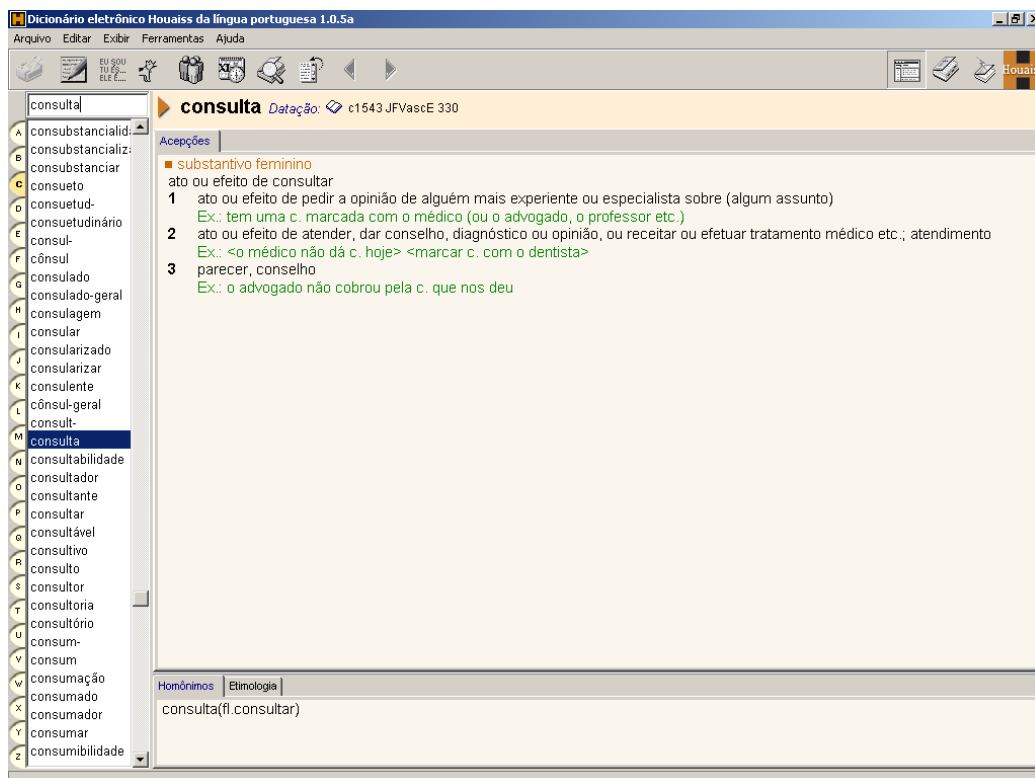 Dicionário eletrônico Houaiss da língua portuguesa 1.0.5a
Arquivo Editar Exibir Ferramentas Ajuda
EU SOU
TU ÉS
ELE É
Houaiss
consulta
consulta Datação: c1543 JFVascE 330
A
B
C
D
E
F
G
H
I
J
K
L
M
N
O
P
Q
R
S
T
U
V
W
X
Y
Z
consubstancialida
consubstancializa
consubstanciar
consueto
consuetud-
consuetudinário
consul-
cônsul
consulado
consulado-geral
consulagem
consular
consularizado
consularizar
consulente
cônsul-geral
consult-
consulta
consultabilidade
consultador
consultante
consultar
consultável
consultivo
consulto
consultor
consultoria
consultório
consum-
consum
consumação
consumado
consumador
consumar
consumibilidade
Acepções
substantivo feminino
ato ou efeito de consultar
1 ato ou efeito de pedir a opinião de alguém mais experiente ou especialista sobre (algum assunto)
Ex.: tem uma c. marcada com o médico (ou o advogado, o professor etc.)
2 ato ou efeito de atender, dar conselho, diagnóstico ou opinião, ou receitar ou efetuar tratamento médico etc.; atendimento
Ex.: <o médico não dá c. hoje> <marcar c. com o dentista>
3 parecer, conselho
Ex.: o advogado não cobrou pela c. que nos deu
Homônimos Etimologia
consulta(fl.consultar)